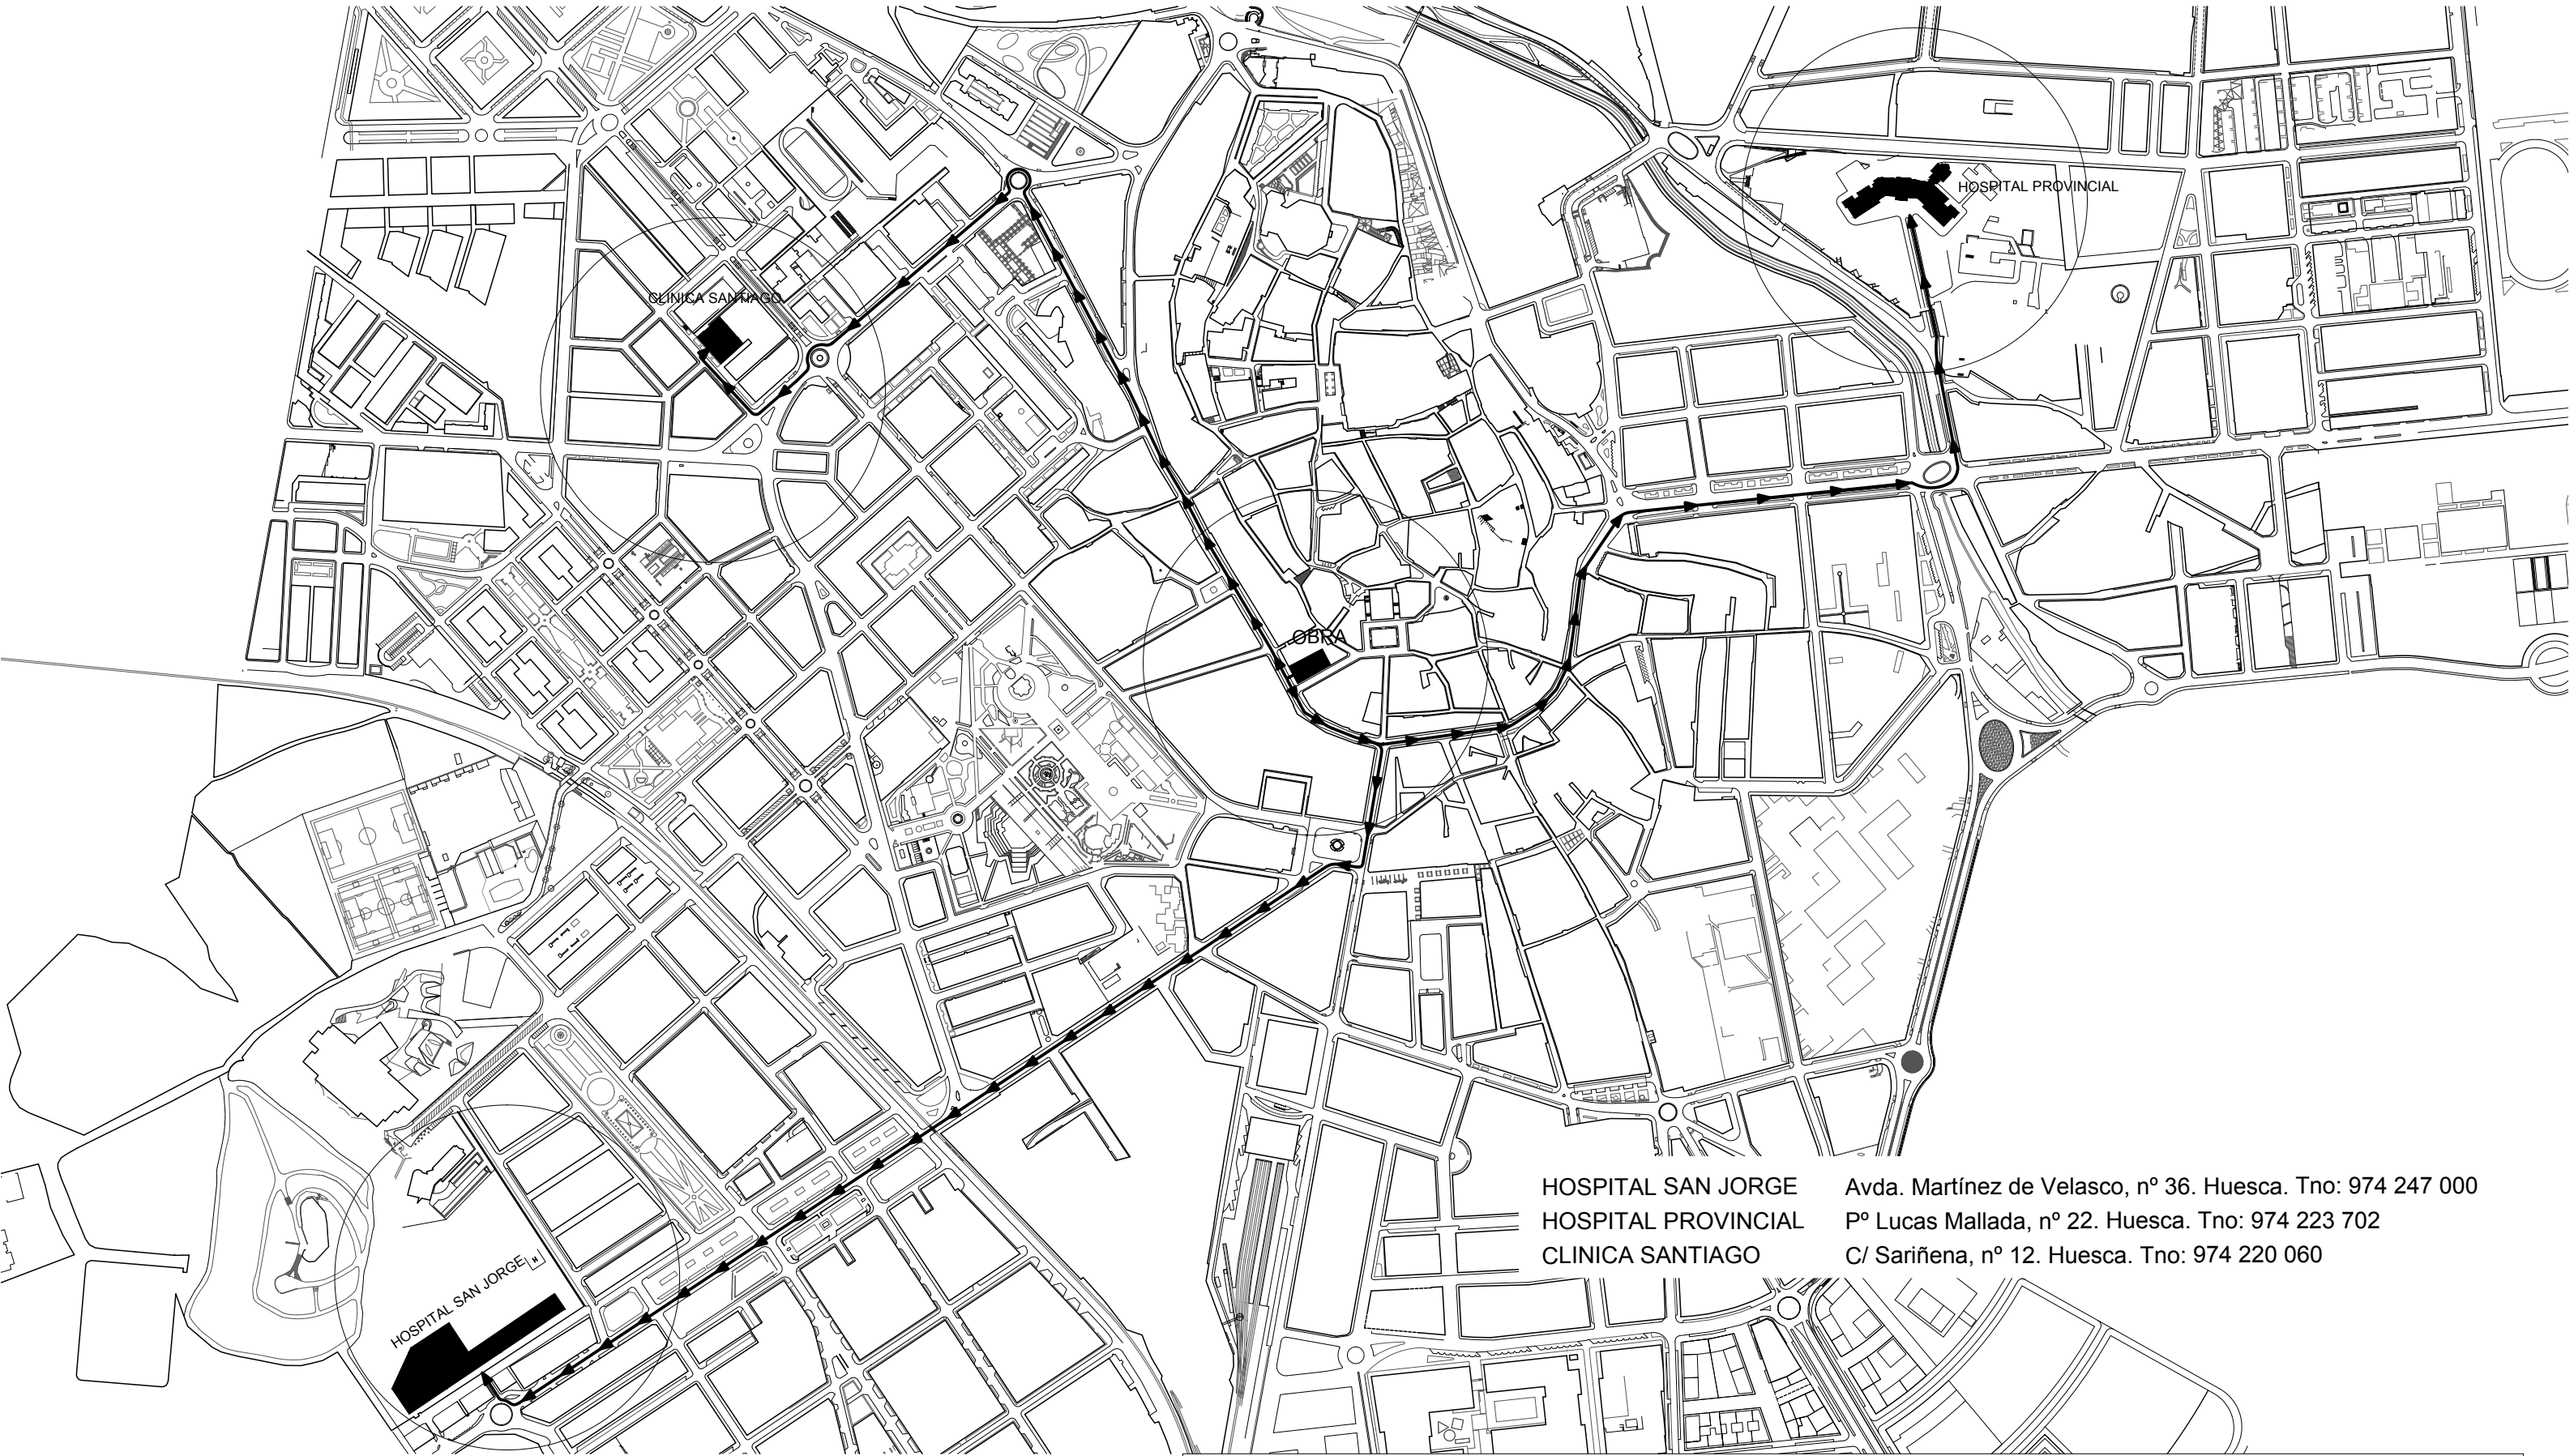 HOSPITAL PROVINCIAL
CLINICA SANTIAGO
OBRA
HOSPITAL SAN JORGE
H
HOSPITAL SAN JORGE Avda. Martínez de Velasco, nº 36. Huesca. Tno: 974 247 000
HOSPITAL PROVINCIAL Pº Lucas Mallada, nº 22. Huesca. Tno: 974 223 702
CLINICA SANTIAGO C/ Sariñena, nº 12. Huesca. Tno: 974 220 060